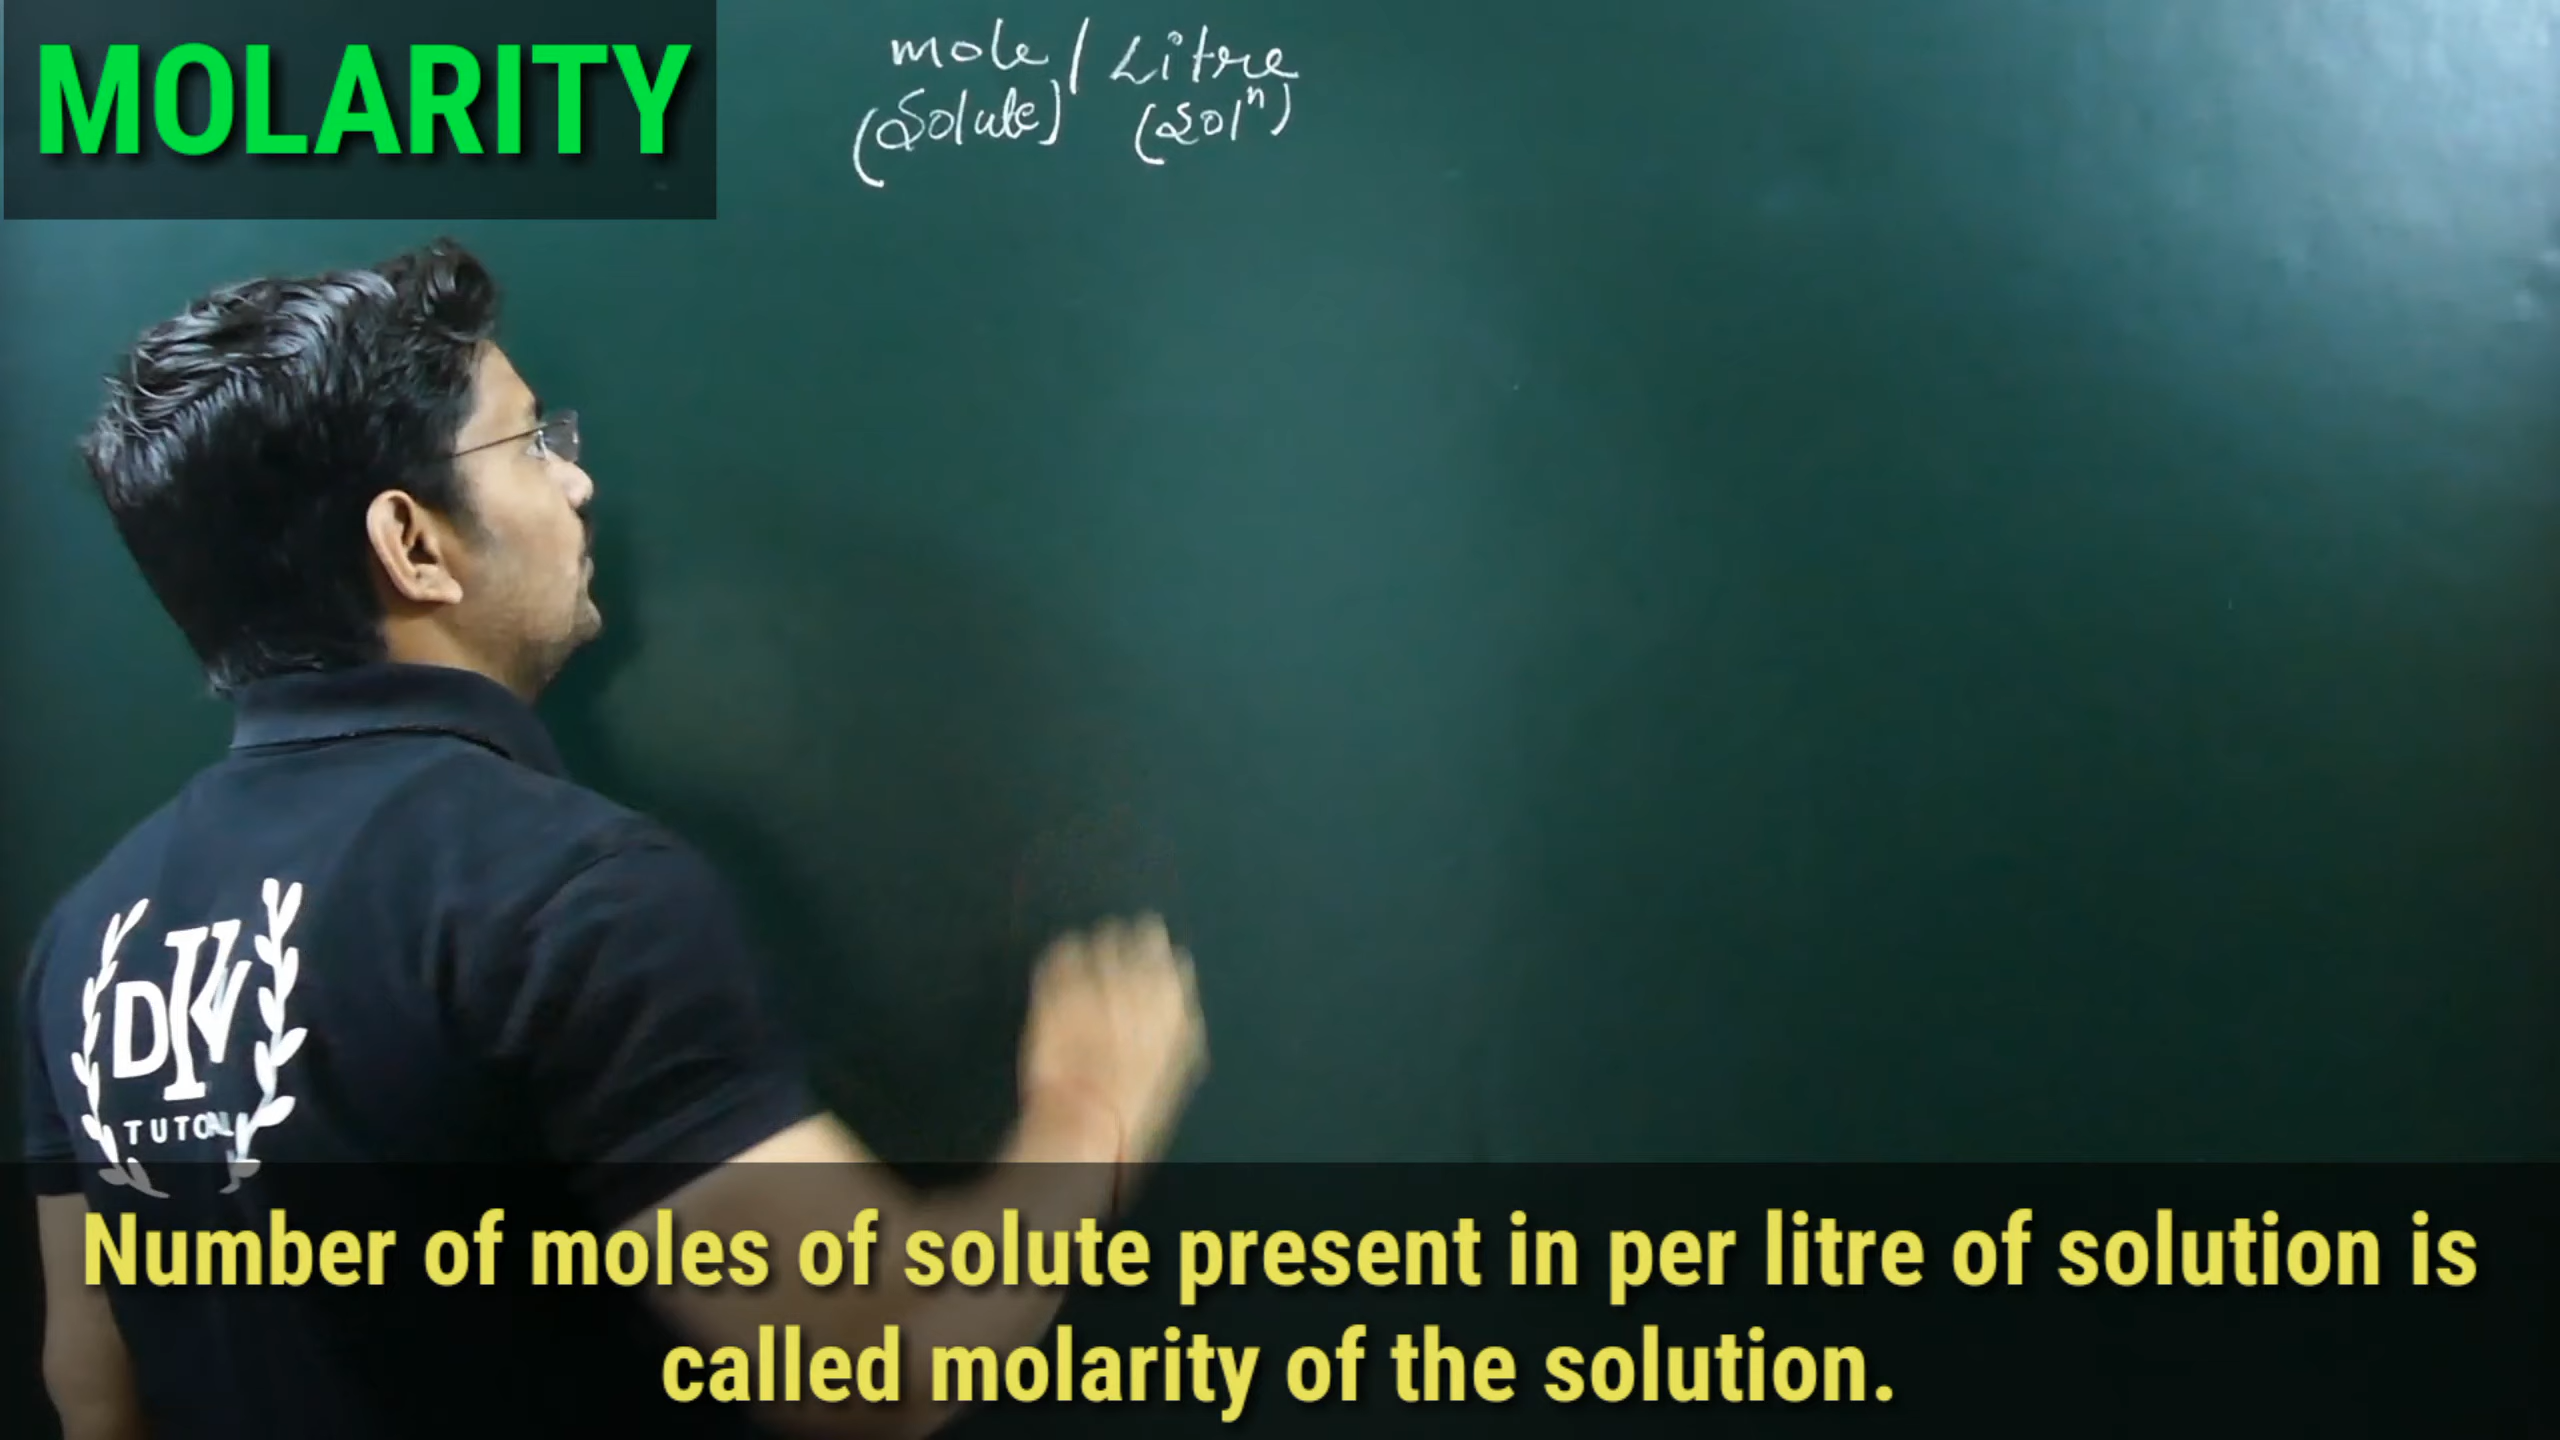 MOLARITY
mole / Litre
(Solute) (Solⁿ)
DIV
Number of moles of solute present in per litre of solution is
called molarity of the solution.